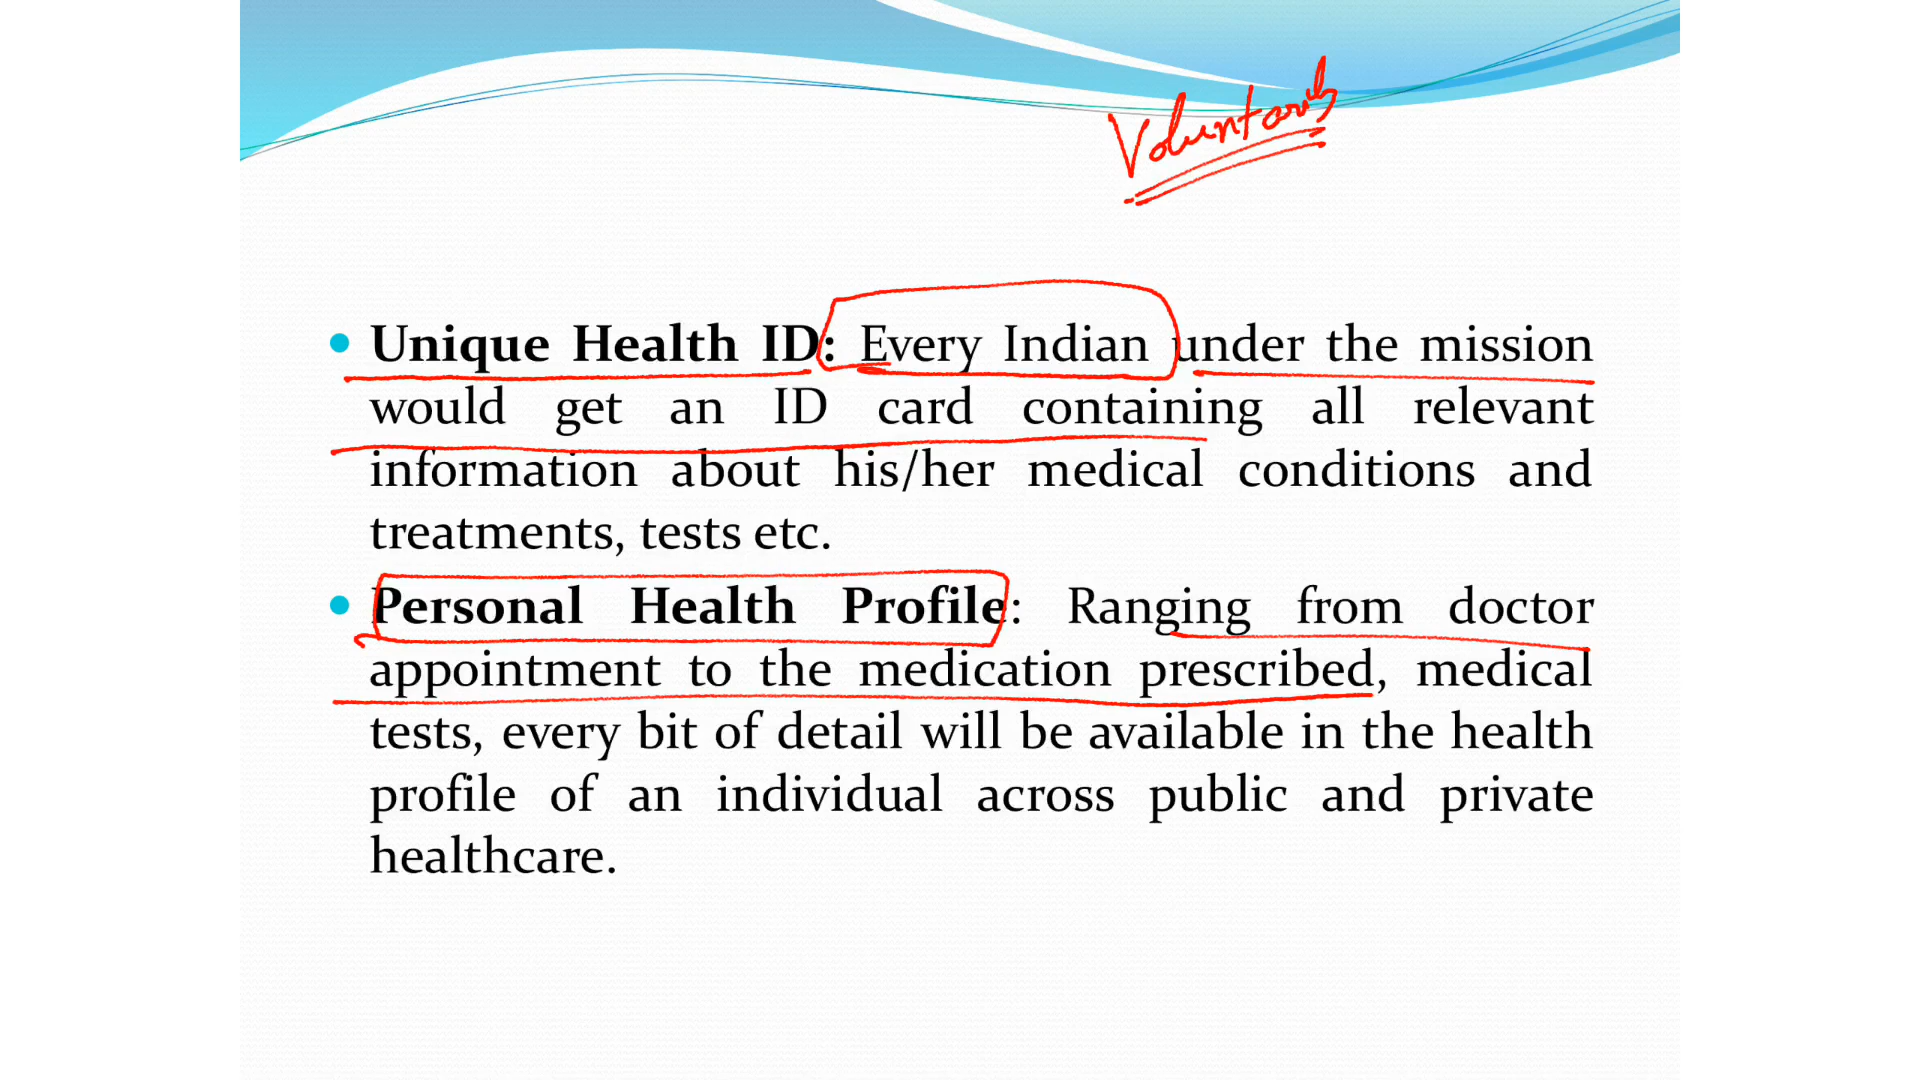 Voluntary
Unique Health ID: Every Indian under the mission
would get an ID card containing all relevant
information about his/her medical conditions and
treatments, tests etc.
Personal Health Profile: Ranging from doctor
appointment to the medication prescribed, medical
tests, every bit of detail will be available in the health
profile of an individual across public and private
healthcare.